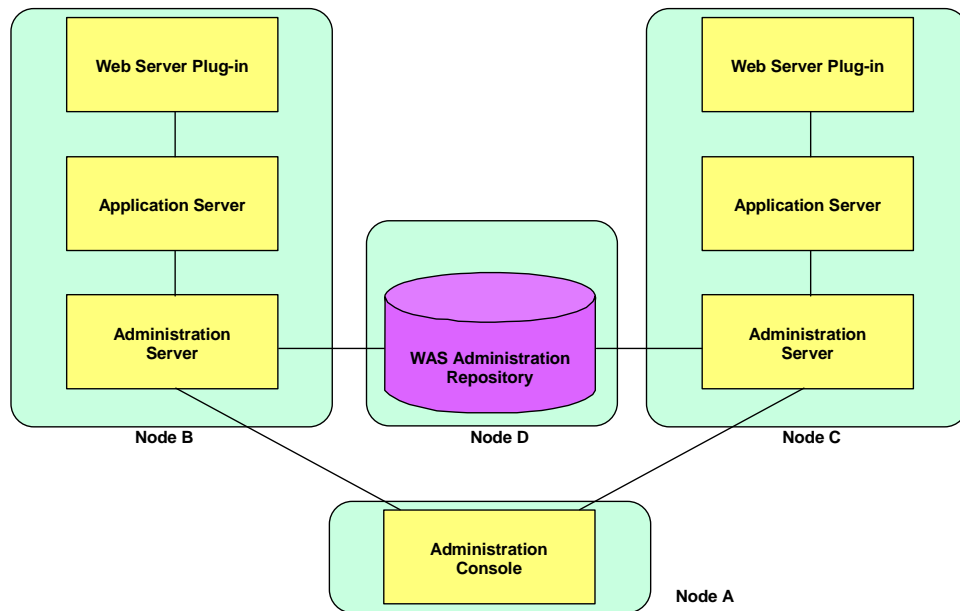 Web Server Plug-in
Application Server
Administration
Server
Node B
WAS Administration
Repository
Node D
Web Server Plug-in
Application Server
Administration
Server
Node C
Administration
Console
Node A